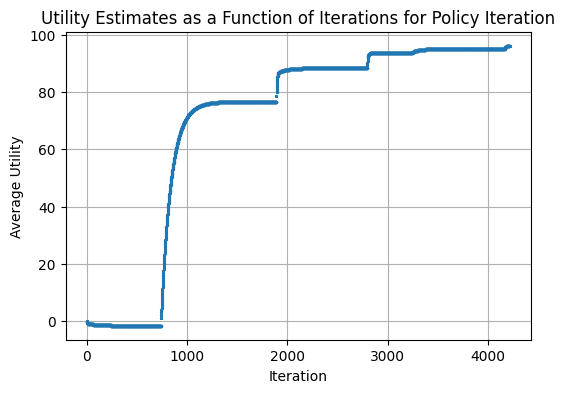 Utility Estimates as a Function of Iterations for Policy Iteration
100
80
60
40
20
0
Average Utility
0 1000 2000 3000 4000
Iteration